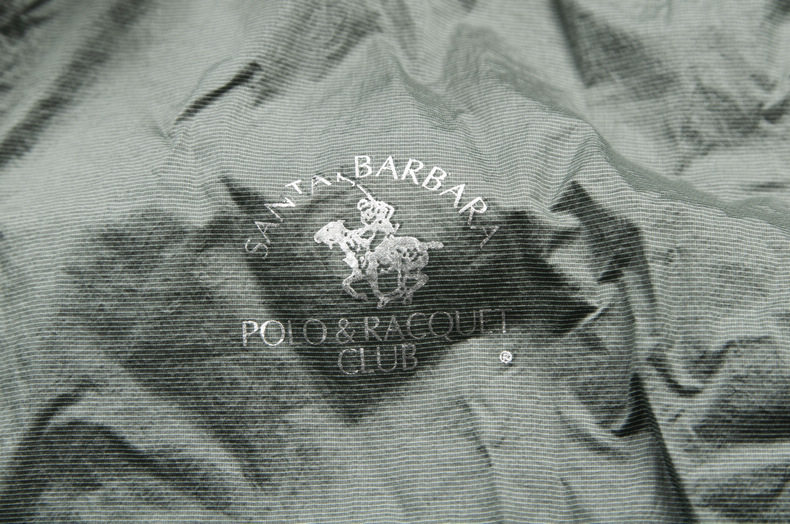 SANTA BARBARA
POLO & RACQUET
CLUB
®